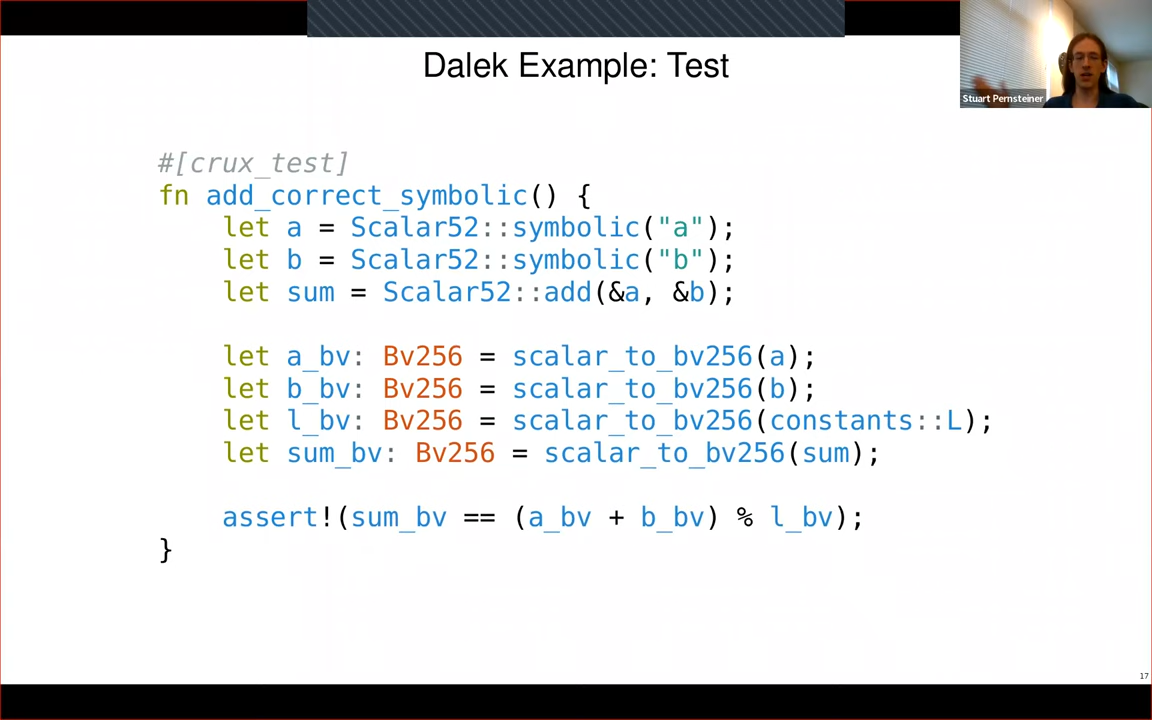 Dalek Example: Test
Stuart Pernsteiner
#[crux_test]
fn add_correct_symbolic() {
    let a = Scalar52::symbolic("a");
    let b = Scalar52::symbolic("b");
    let sum = Scalar52::add(&a, &b);
    let a_bv: Bv256 = scalar_to_bv256(a);
    let b_bv: Bv256 = scalar_to_bv256(b);
    let l_bv: Bv256 = scalar_to_bv256(constants::L);
    let sum_bv: Bv256 = scalar_to_bv256(sum);
    assert!(sum_bv == (a_bv + b_bv) % l_bv);
}
17